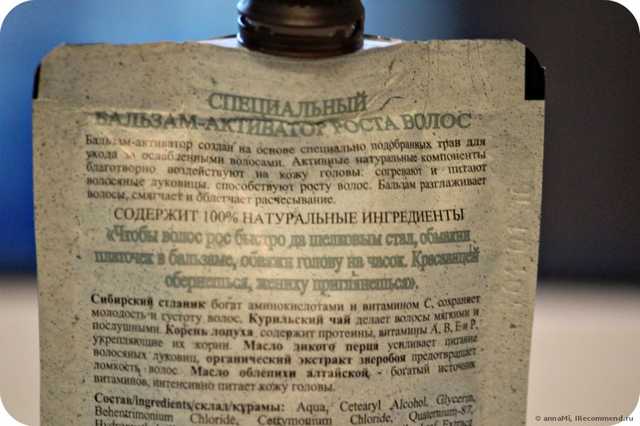 СПЕЦИАЛЬНЫЙ
БАЛЬЗАМ-АКТИВАТОР РОСТА ВОЛОС
Бальзам-активатор создан на основе специально подобранных трав для
ухода за ослабленными волосами. Активные натуральные компоненты
благотворно воздействуют на кожу головы: согревают и питают
волосяные луковицы, способствуют росту волос. Бальзам разглаживает
волосы, смягчает и облегчает расчесывание.
СОДЕРЖИТ 100% НАТУРАЛЬНЫЕ ИНГРЕДИЕНТЫ
«Чтобы волос рос быстро да шелковым стал, обмакни
платочек в бальзаме, обвяжи голову на часок. Красавицей
обернешься, жениху приглянешься».
Сибирский стланик богат аминокислотами и витамином С, сохраняет
молодость и густоту волос. Курильский чай делает волосы мягкими и
послушными. Корень лопуха содержит протеины, витамины А, В, Е и Р,
укрепляющие их корни. Масло дикого перца усиливает питание
волосяных луковиц, органический экстракт зверобоя предотвращает
ломкость волос. Масло облепихи алтайской - богатый источник
витаминов, интенсивно питает кожу головы.
Состав/Ingredients/склад/құрамы: Aqua, Cetearyl Alcohol, Glycerin,
Behentrimonium Chloride, Cetrymonium Chloride, Quaternium-87,
© annaMi, IRecommend.ru